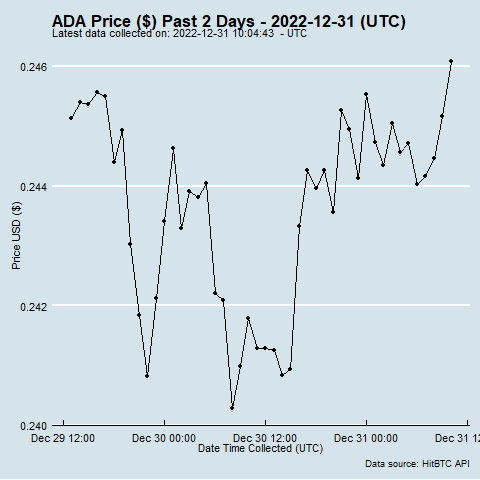 ADA Price ($) Past 2 Days - 2022-12-31 (UTC)
Latest data collected on: 2022-12-31 10:04:43  - UTC
0.246
0.244
0.242
0.240
Price USD ($)
Dec 29 12:00 Dec 30 00:00 Dec 30 12:00 Dec 31 00:00 Dec 31 12
Date Time Collected (UTC)
Data source: HitBTC API